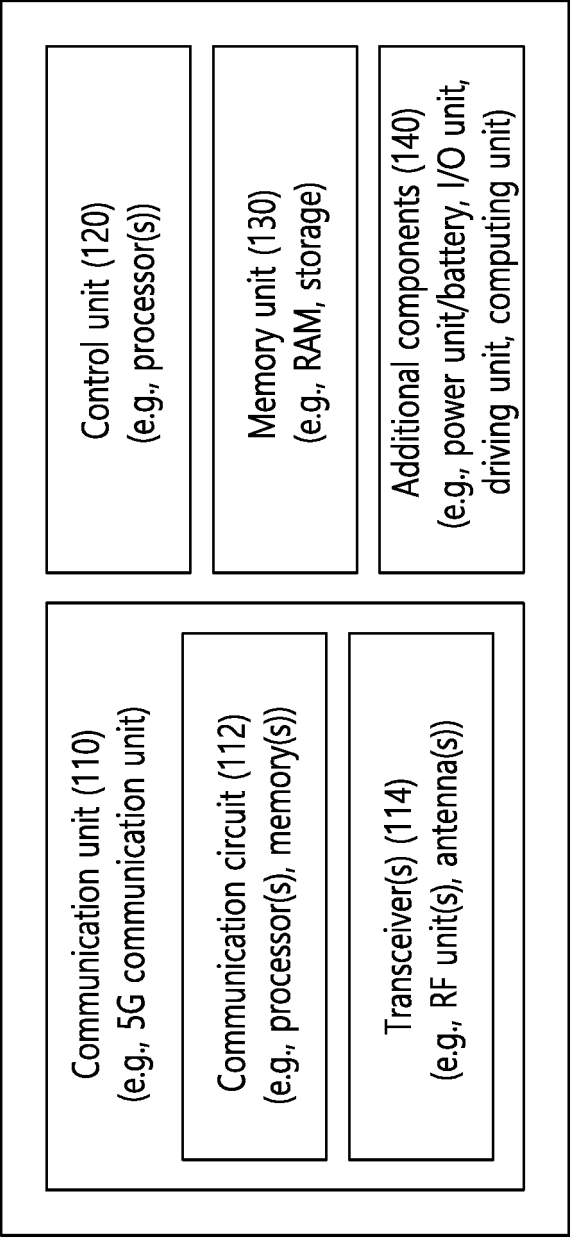 Communication unit (110)
(e.g., 5G communication unit)
Communication circuit (112)
(e.g., processor(s), memory(s))
Transceiver(s) (114)
(e.g., RF unit(s), antenna(s))
Control unit (120)
(e.g., processor(s))
Memory unit (130)
(e.g., RAM, storage)
Additional components (140)
(e.g., power unit/battery, I/O unit,
driving unit, computing unit)